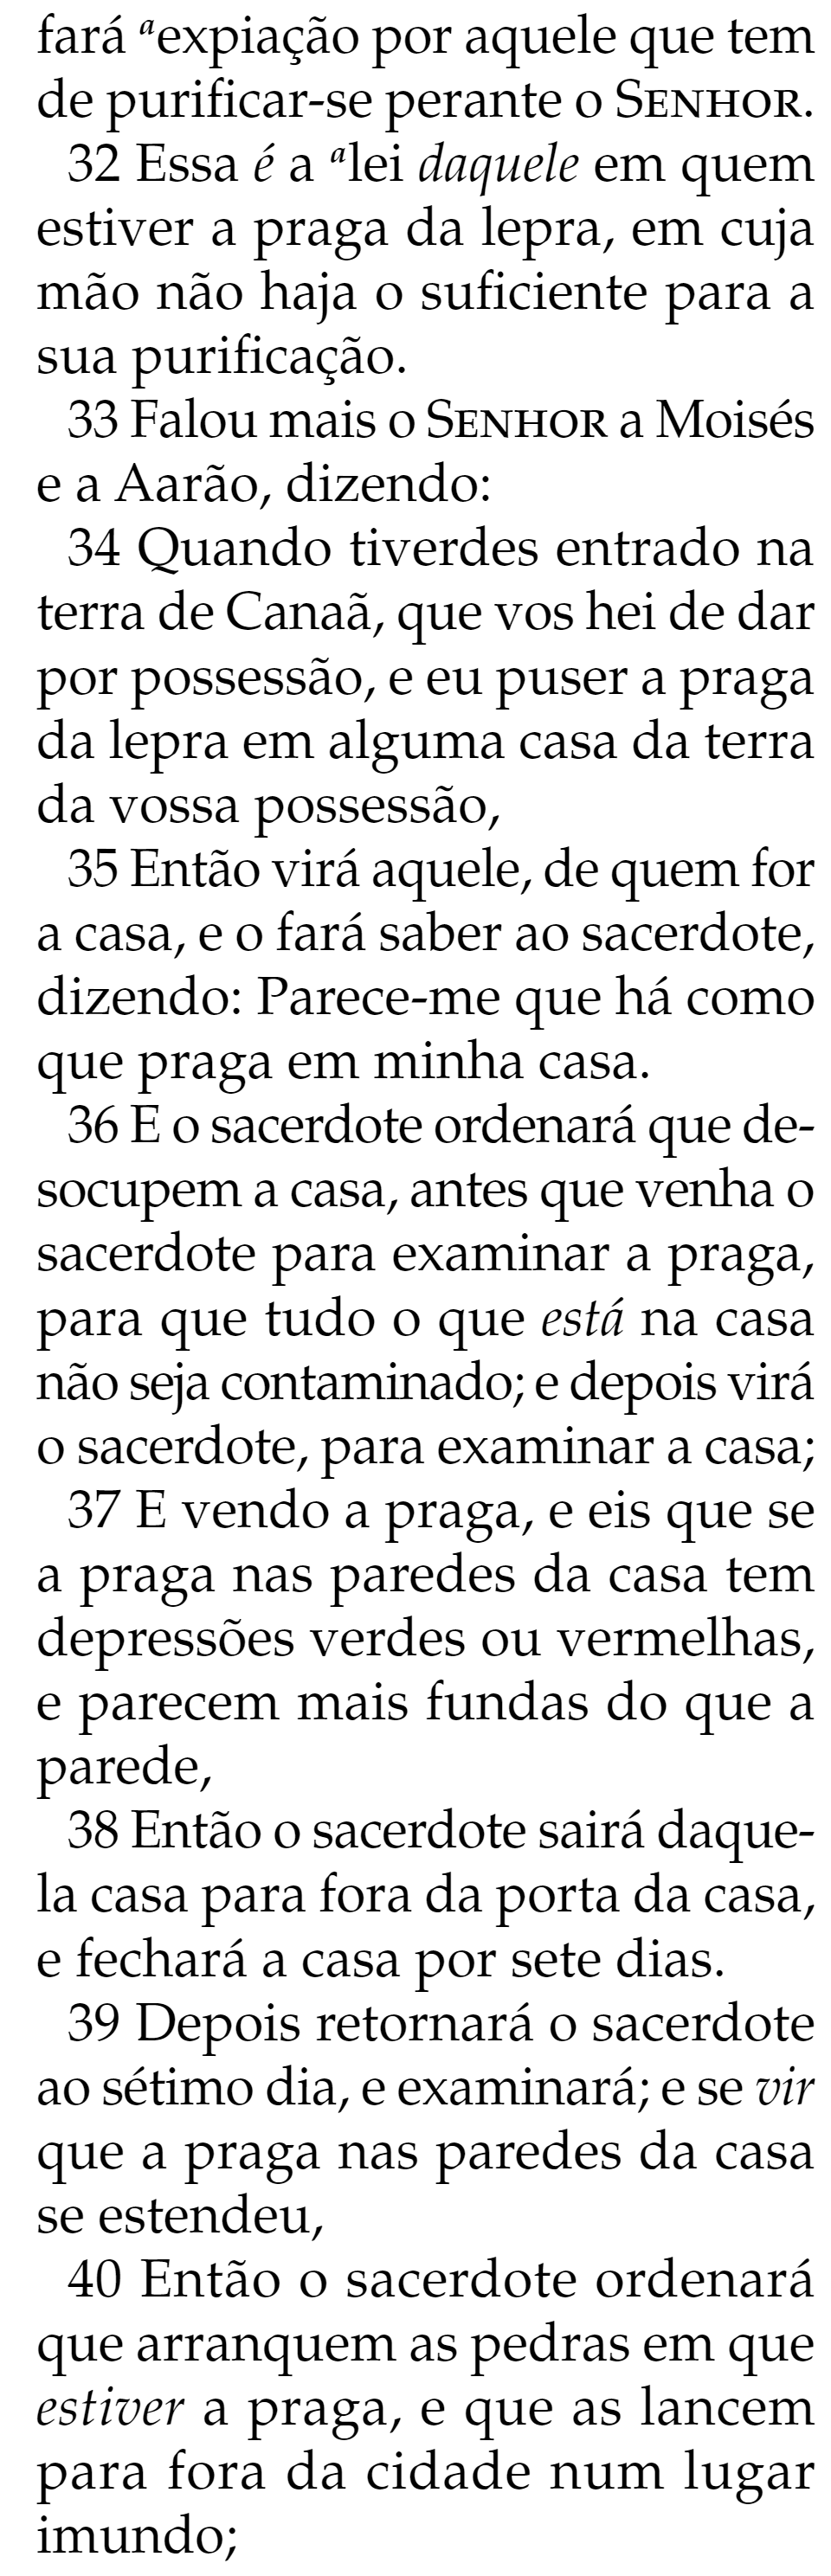 fará ᵃexpiação por aquele que tem
de purificar-se perante o SENHOR.
32 Essa é a ᵃlei daquele em quem
estiver a praga da lepra, em cuja
mão não haja o suficiente para a
sua purificação.
33 Falou mais o SENHOR a Moisés
e a Aarão, dizendo:
34 Quando tiverdes entrado na
terra de Canaã, que vos hei de dar
por possessão, e eu puser a praga
da lepra em alguma casa da terra
da vossa possessão,
35 Então virá aquele, de quem for
a casa, e o fará saber ao sacerdote,
dizendo: Parece-me que há como
que praga em minha casa.
36 E o sacerdote ordenará que de-
socupem a casa, antes que venha o
sacerdote para examinar a praga,
para que tudo o que está na casa
não seja contaminado; e depois virá
o sacerdote, para examinar a casa;
37 E vendo a praga, e eis que se
a praga nas paredes da casa tem
depressões verdes ou vermelhas,
e parecem mais fundas do que a
parede,
38 Então o sacerdote sairá daque-
la casa para fora da porta da casa,
e fechará a casa por sete dias.
39 Depois retornará o sacerdote
ao sétimo dia, e examinará; e se vir
que a praga nas paredes da casa
se estendeu,
40 Então o sacerdote ordenará
que arranquem as pedras em que
estiver a praga, e que as lancem
para fora da cidade num lugar
imundo;